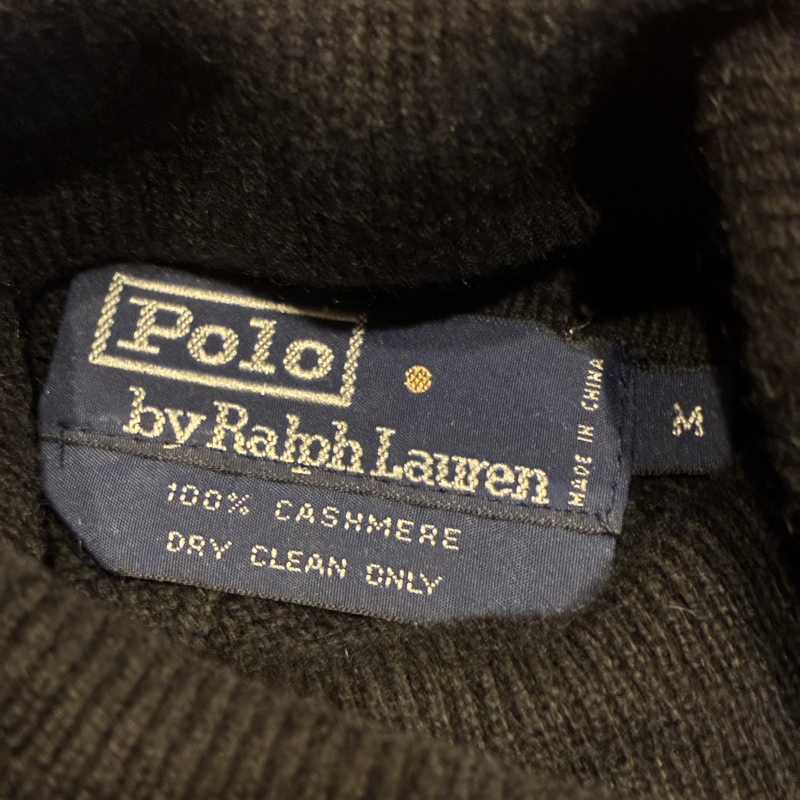 Polo
by Ralph Lauren
MADE IN CHINA
M
100% CASHMERE
DRY CLEAN ONLY